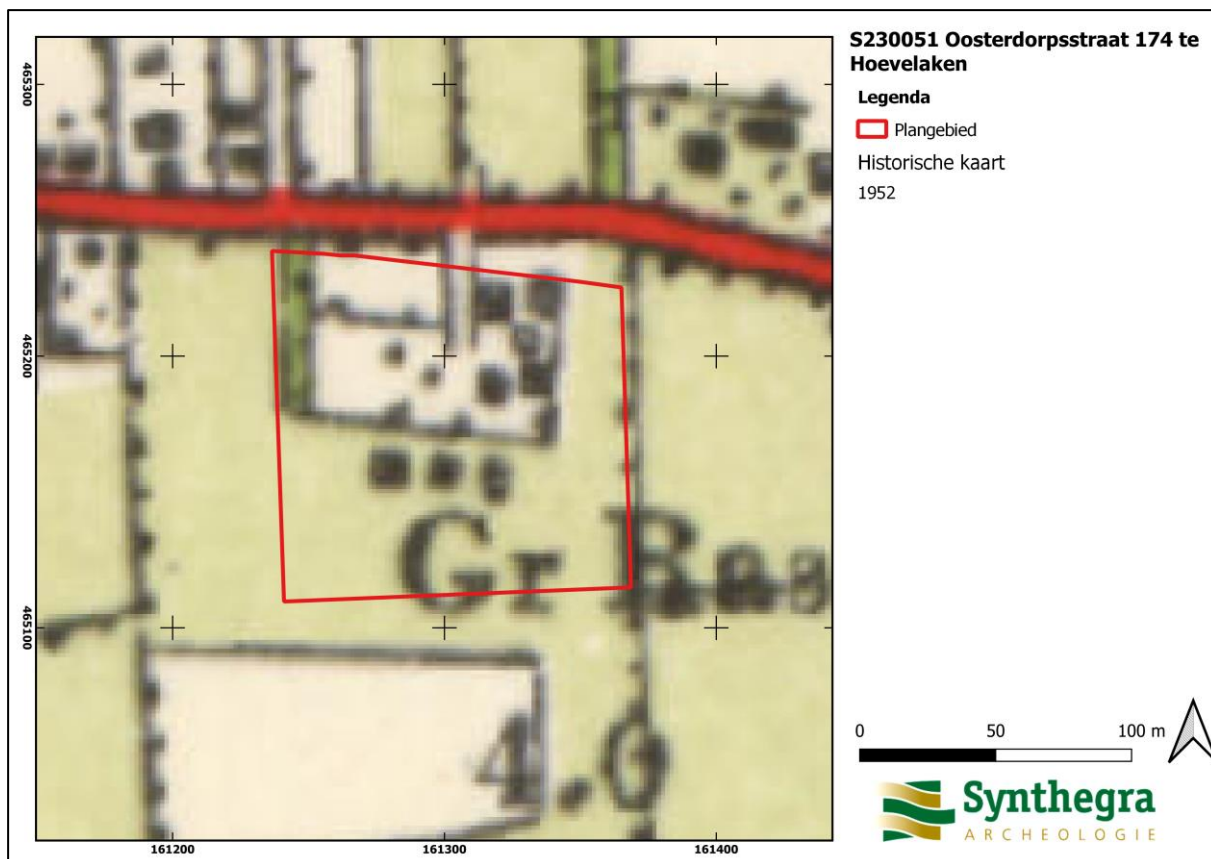 S230051 Oosterdorpsstraat 174 te
Hoevelaken
Legenda
Plangebied
Historische kaart
1952
465300
465200
465100
Gr
4.G
161200
161300
161400
0 50 100 m
Synthegra
ARCHEOLOGIE